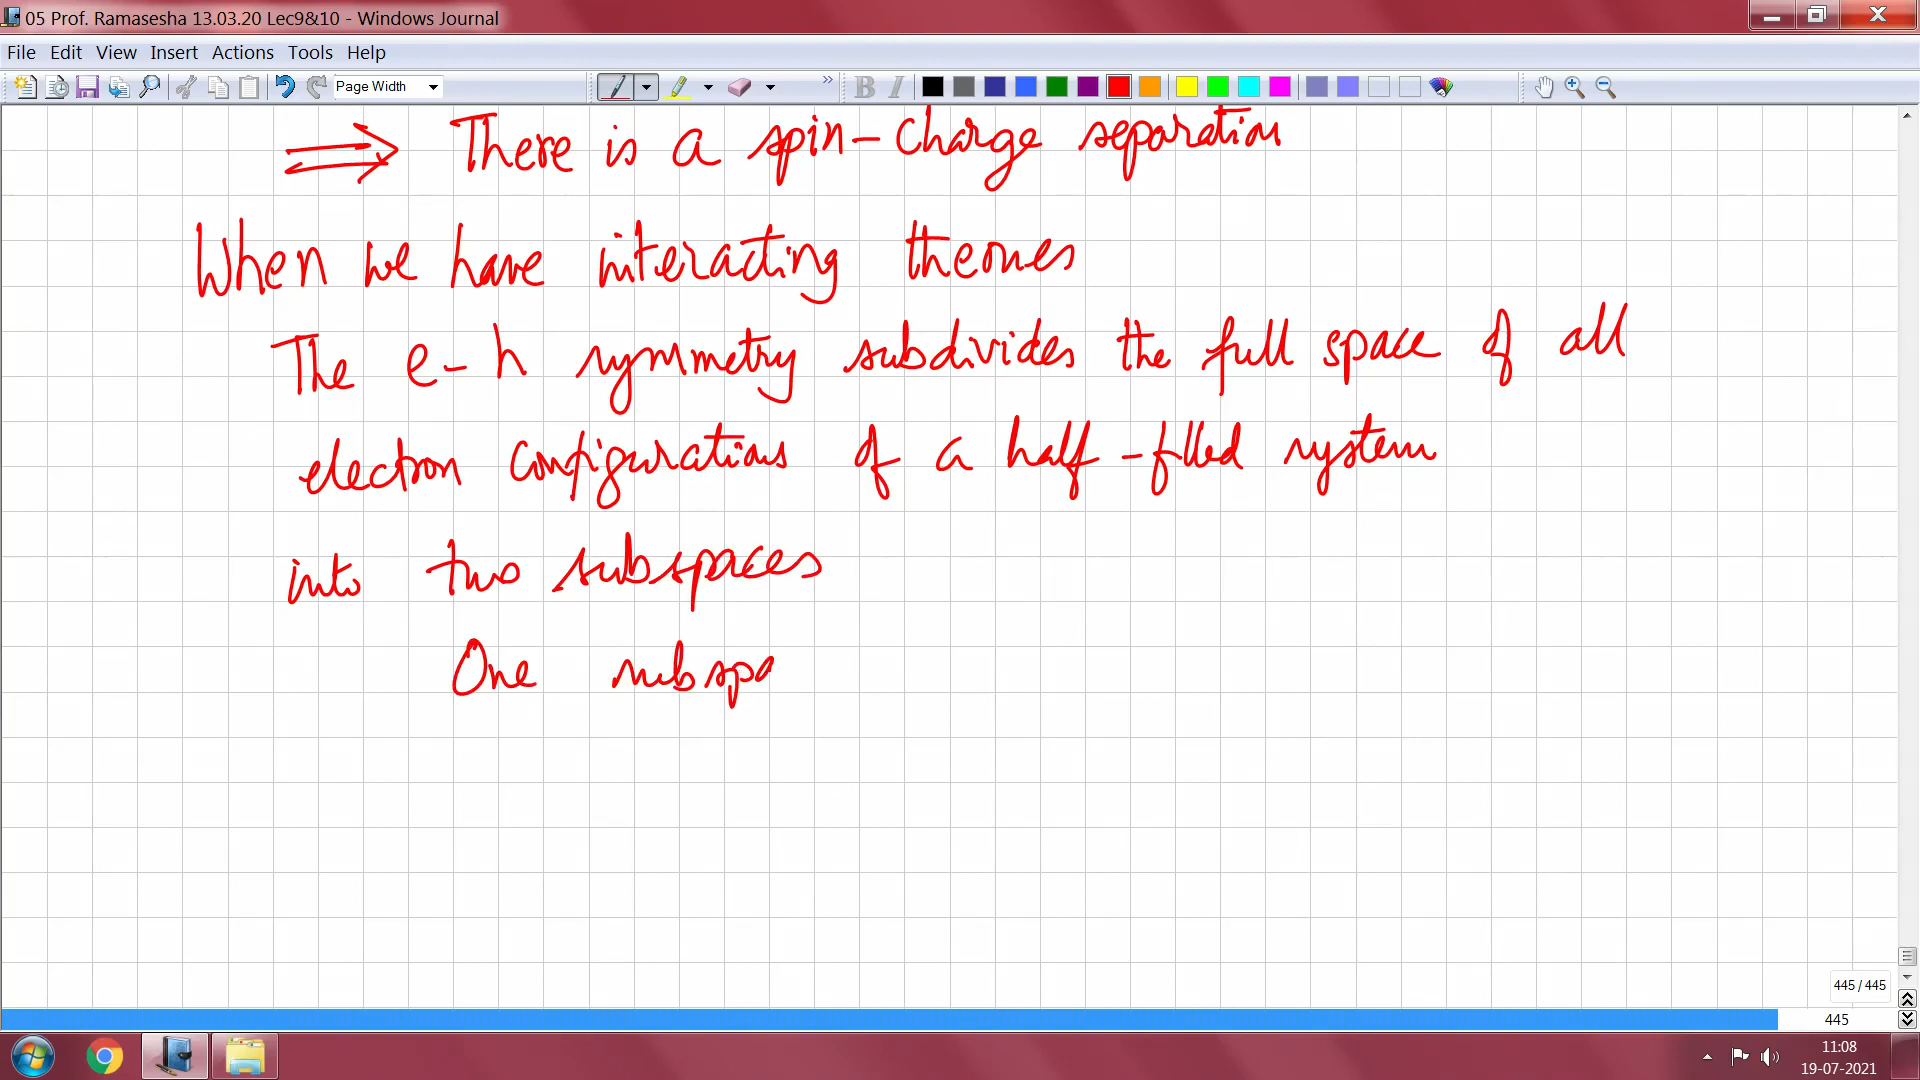 05 Prof. Ramasesha 13.03.20 Lec9&10 - Windows Journal
File Edit View Insert Actions Tools Help
Page Width
⟹ There is a spin-charge separation
When we have interacting theories
The e-h symmetry subdivides the full space of all
electron configurations of a half-filled system
into two subspaces
One subspa
445 / 445
445
11:08
19-07-2021